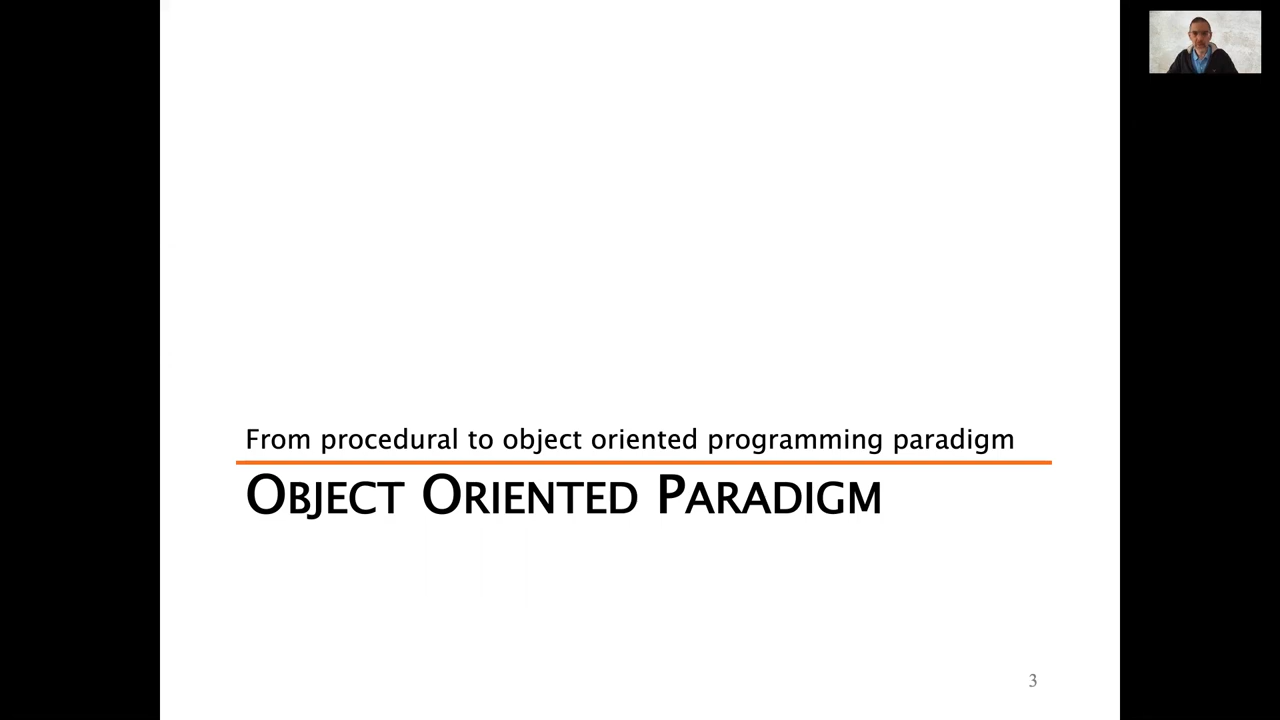 From procedural to object oriented programming paradigm
OBJECT ORIENTED PARADIGM
3